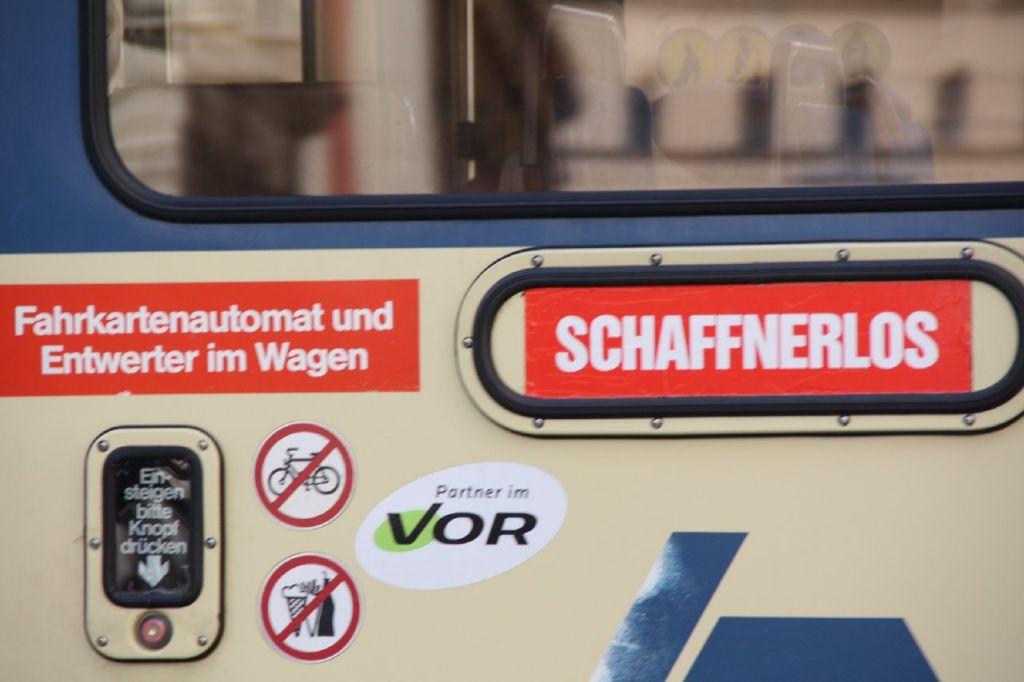 Fahrkartenautomat und
Entwerter im Wagen
SCHAFFNERLOS
Ein-
steigen
bitte
Knopf
drücken
Partner im
VOR